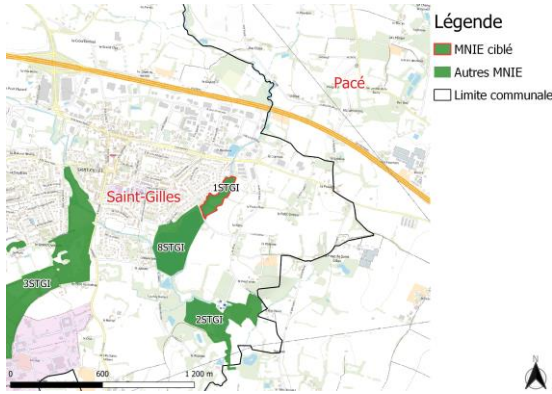 Légende
MNIE ciblé
Autres MNIE
Limite communale
Pacé
Saint-Gilles
1STGI
8STGI
3STGI
2STGI
0 600 1 200 m
N